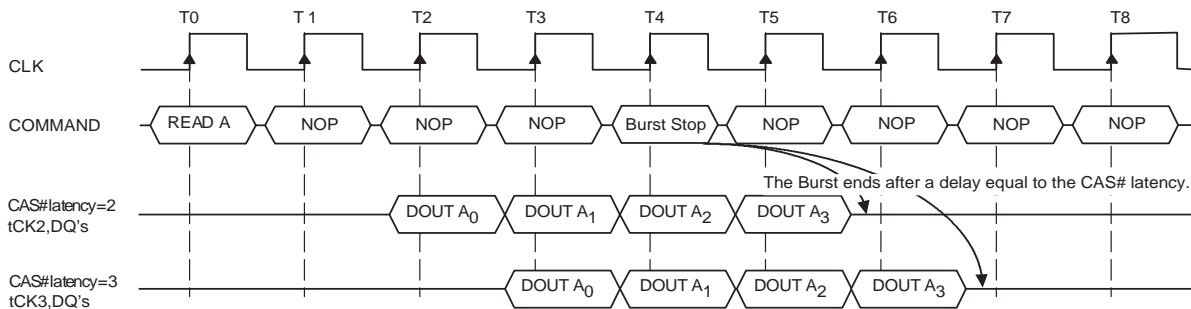 T0 T1 T2 T3 T4 T5 T6 T7 T8
CLK
COMMAND READ A NOP NOP NOP Burst Stop NOP NOP NOP NOP
The Burst ends after a delay equal to the CAS# latency.
CAS# latency=2
tCK2,DQ's
DOUT A0 DOUT A1 DOUT A2 DOUT A3
CAS# latency=3
tCK3,DQ's
DOUT A0 DOUT A1 DOUT A2 DOUT A3